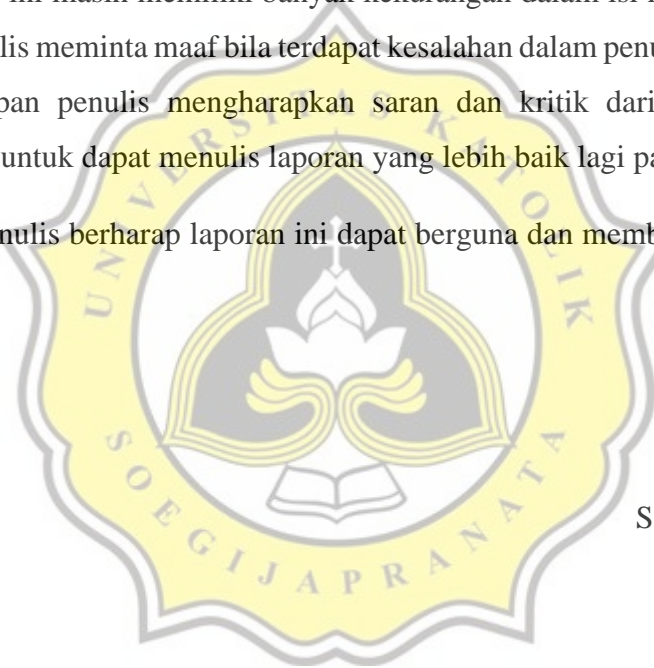 ini masih memiliki banyak kekurangan dalam isi
lis meminta maaf bila terdapat kesalahan dalam penu
pan penulis mengharapkan saran dan kritik dari
untuk dapat menulis laporan yang lebih baik lagi pa
nulis berharap laporan ini dapat berguna dan memb
UNIVERSITAS KATOLIK
SOEGIJAPRANATA
S